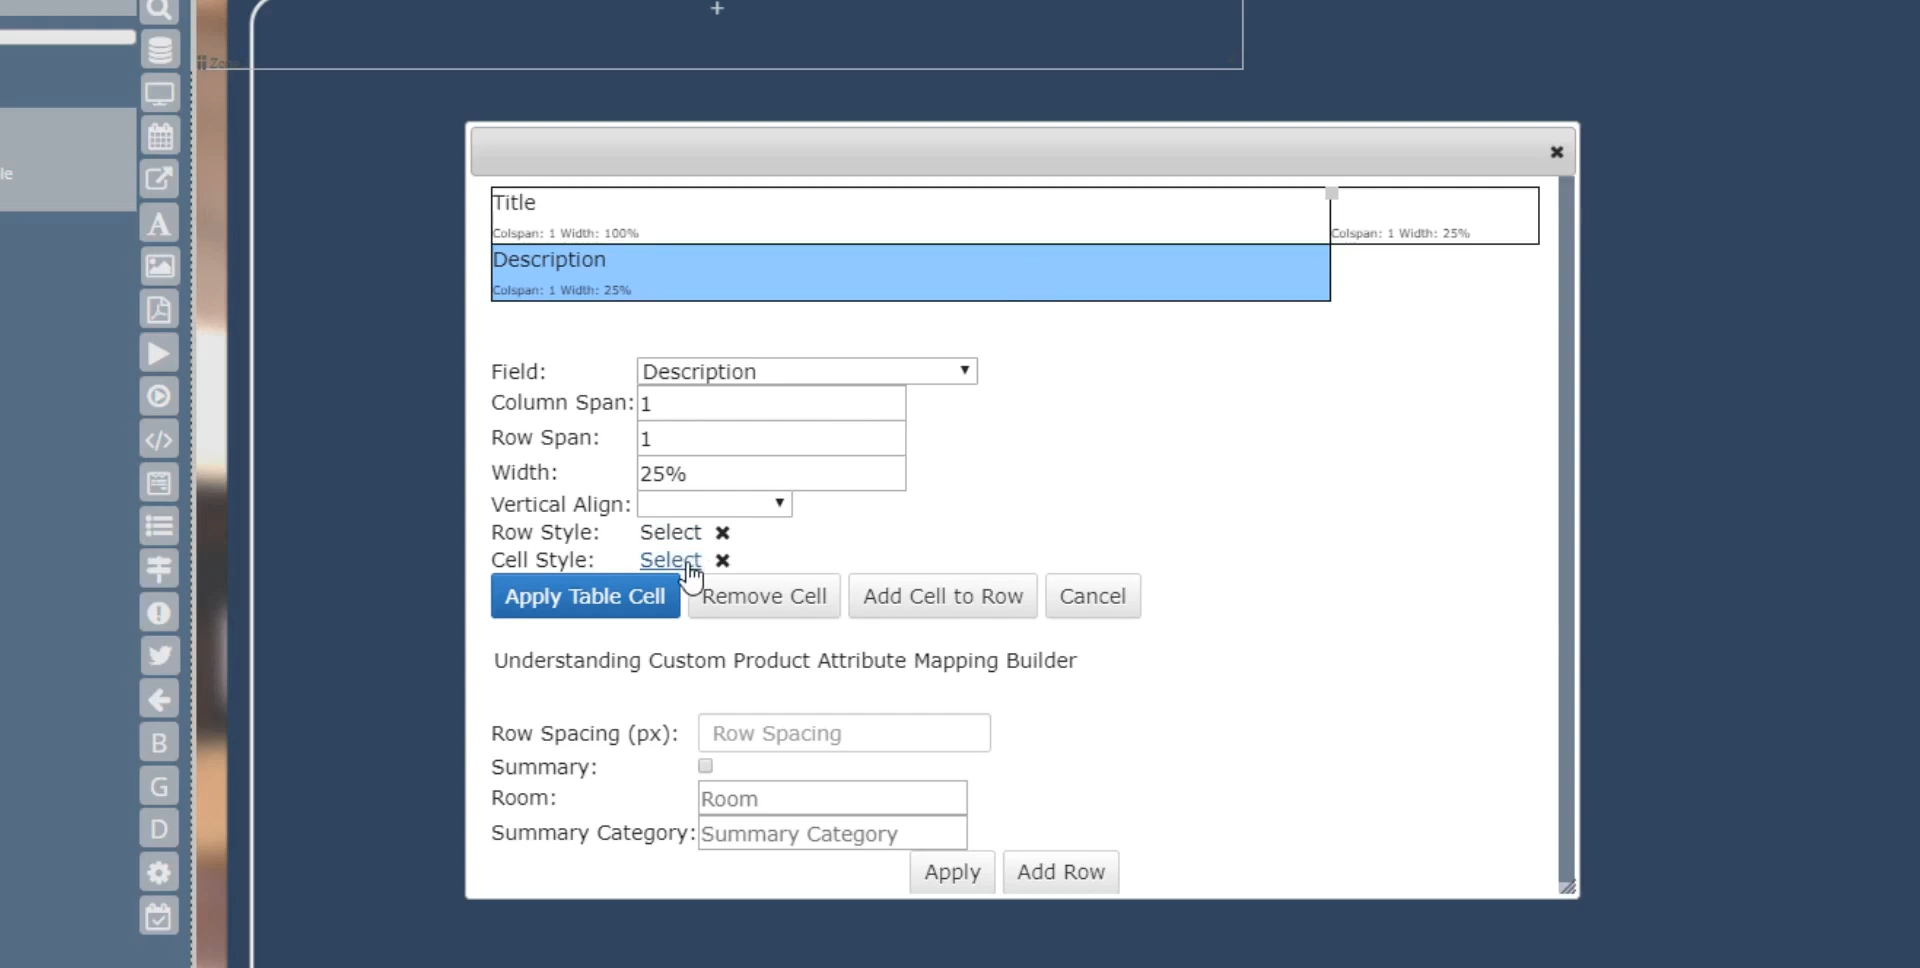 Zone
le
Title
Colspan: 1 Width: 100%
Colspan: 1 Width: 25%
Description
Colspan: 1 Width: 25%
Field: Description
Column Span: 1
Row Span: 1
Width: 25%
Vertical Align:
Row Style: Select
Cell Style: Select
Apply Table Cell Remove Cell Add Cell to Row Cancel
Understanding Custom Product Attribute Mapping Builder
Row Spacing (px): Row Spacing
Summary:
Room: Room
Summary Category: Summary Category
Apply Add Row
A
B
G
D